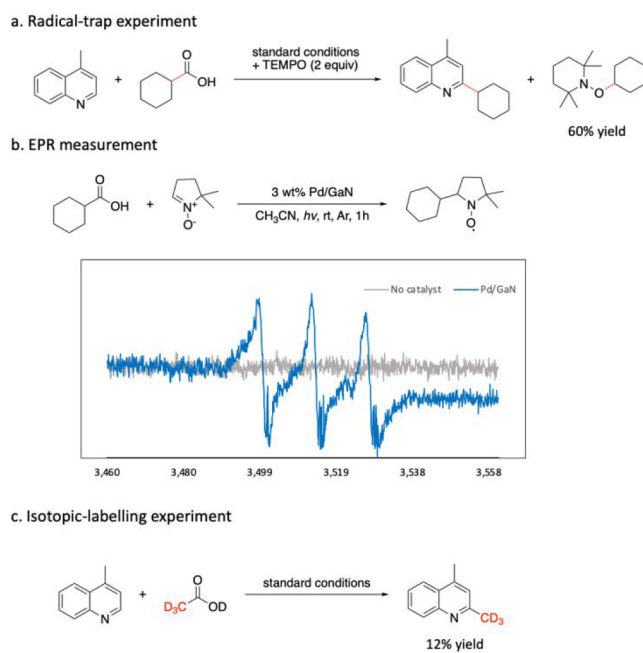 a. Radical-trap experiment
N
+
O
OH
standard conditions
+ TEMPO (2 equiv)
N
+
N
O
60% yield
b. EPR measurement
O
OH
+
N+
O-
3 wt% Pd/GaN
CH3CN, hv, rt, Ar, 1h
N
O.
No catalyst
Pd/GaN
3,460 3,480 3,499 3,519 3,538 3,558
c. Isotopic-labelling experiment
N
+
O
D3C
OD
standard conditions
N
CD3
12% yield